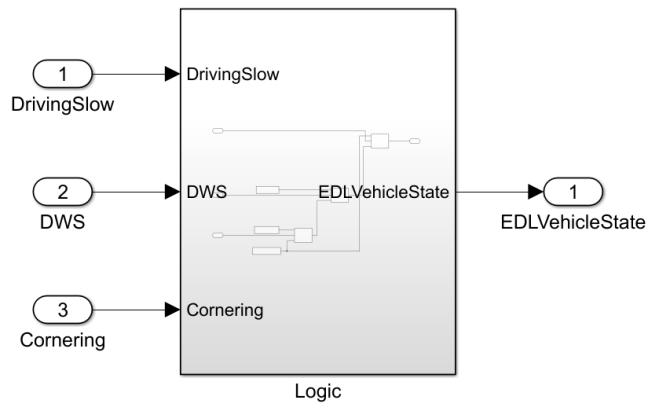 1
DrivingSlow
DrivingSlow
2
DWS
DWS
EDLVehicleState
1
EDLVehicleState
3
Cornering
Cornering
Logic